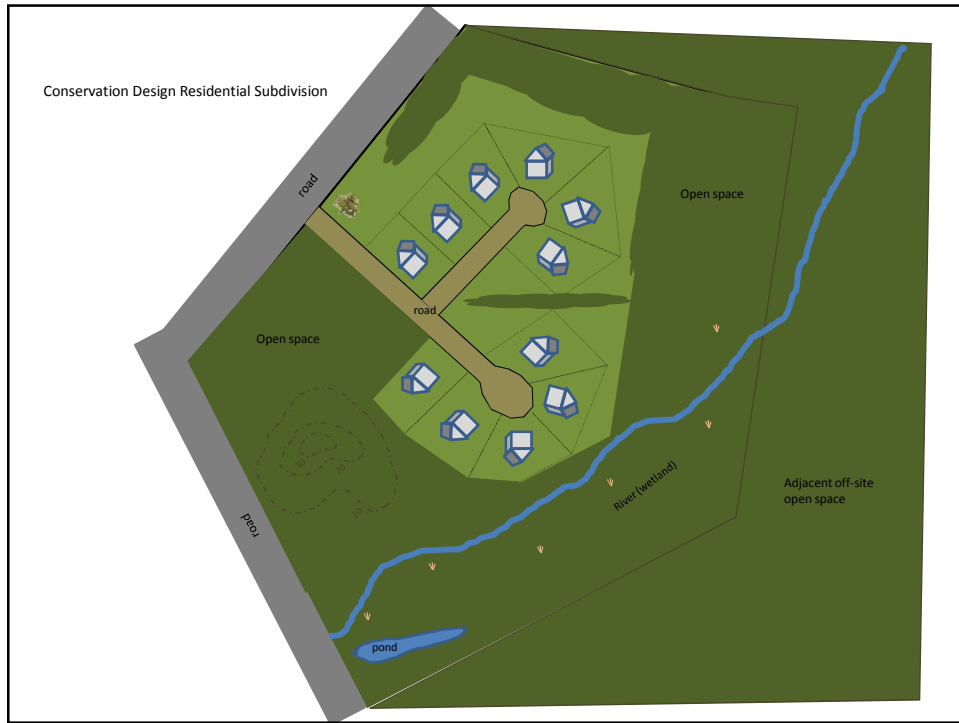 Conservation Design Residential Subdivision
road
Open space
road
Open space
30
20
10
River (wetland)
Adjacent off-site
open space
road
pond